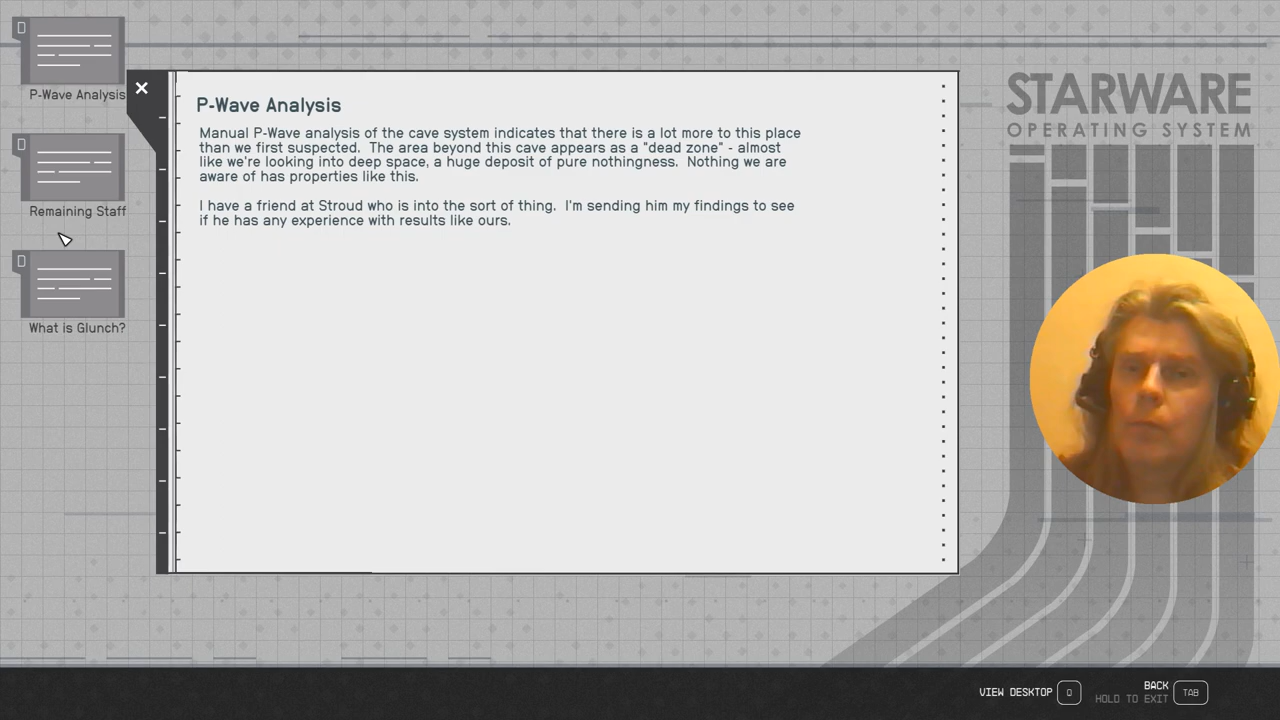 P-Wave Analysis
Remaining Staff
What is Glunch?
P-Wave Analysis
Manual P-Wave analysis of the cave system indicates that there is a lot more to this place
than we first suspected.  The area beyond this cave appears as a "dead zone" - almost
like we're looking into deep space, a huge deposit of pure nothingness.  Nothing we are
aware of has properties like this.
I have a friend at Stroud who is into the sort of thing.  I'm sending him my findings to see
if he has any experience with results like ours.
STARWARE
OPERATING SYSTEM
VIEW DESKTOP Q
BACK
HOLD TO EXIT TAB